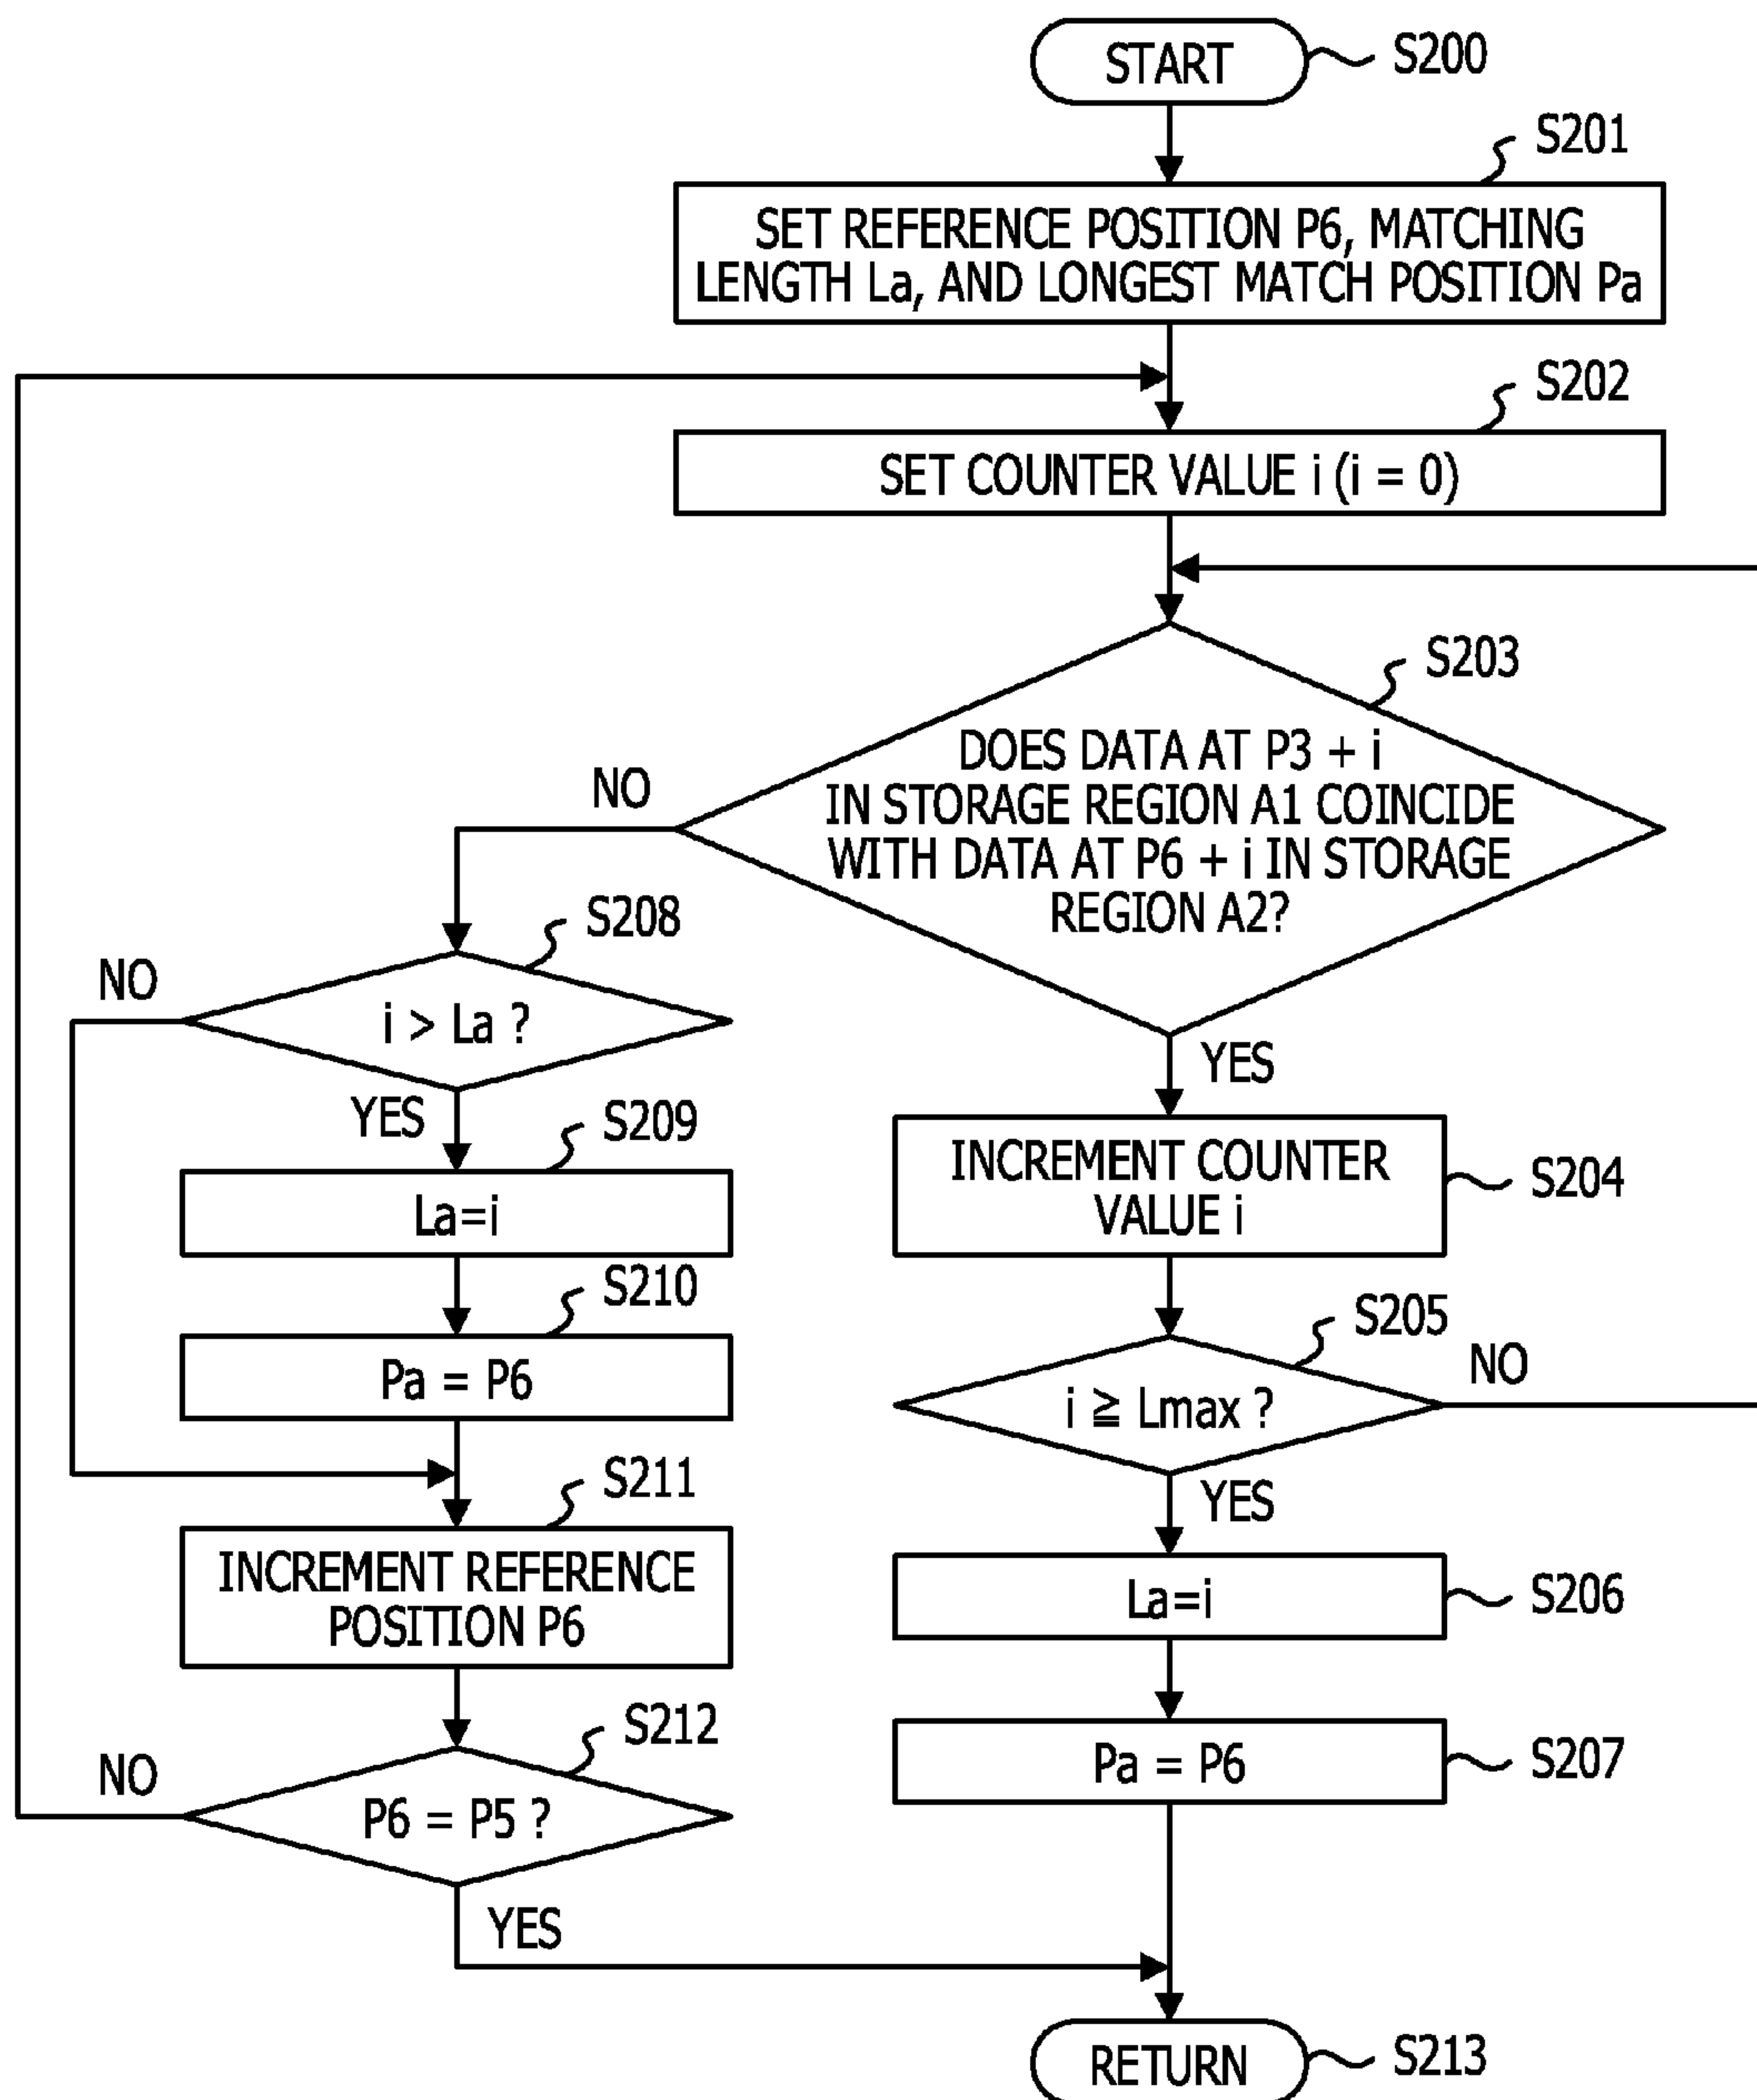 START
S200
S201
SET REFERENCE POSITION P6, MATCHING
LENGTH La, AND LONGEST MATCH POSITION Pa
S202
SET COUNTER VALUE i (i = 0)
S203
DOES DATA AT P3 + i
IN STORAGE REGION A1 COINCIDE
WITH DATA AT P6 + i IN STORAGE
REGION A2?
NO
YES
S208
i > La ?
NO
YES
S209
La=i
S210
Pa = P6
S211
INCREMENT REFERENCE
POSITION P6
S212
P6 = P5 ?
NO
YES
INCREMENT COUNTER
VALUE i
S204
S205
i ≧ Lmax ?
NO
YES
La=i
S206
Pa = P6
S207
RETURN
S213